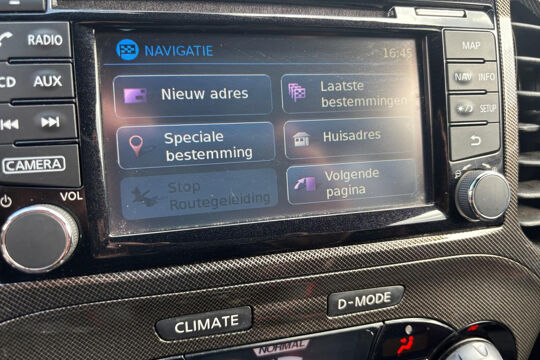 RADIO
CD AUX
CAMERA
VOL
NAVIGATIE
16:45
Nieuw adres
Laatste
bestemmingen
Speciale
bestemming
Huisadres
Stop
Routegeleiding
Volgende
pagina
MAP
NAV INFO
SETUP
CLIMATE
D-MODE
NORMAL